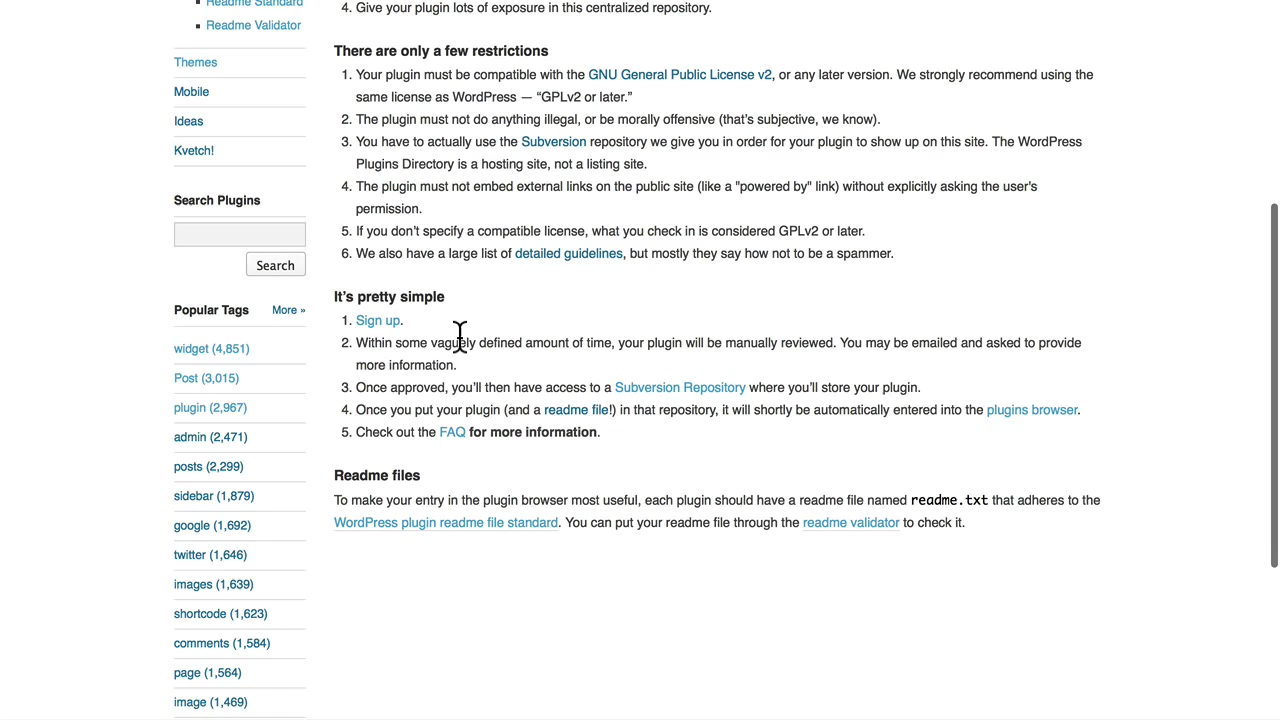 Readme Standard
Readme Validator
Themes
Mobile
Ideas
Kvetch!
Search Plugins
Search
Popular Tags More »
widget (4,851)
Post (3,015)
plugin (2,967)
admin (2,471)
posts (2,299)
sidebar (1,879)
google (1,692)
twitter (1,646)
images (1,639)
shortcode (1,623)
comments (1,584)
page (1,564)
image (1,469)
4. Give your plugin lots of exposure in this centralized repository.
There are only a few restrictions
1. Your plugin must be compatible with the GNU General Public License v2, or any later version. We strongly recommend using the
same license as WordPress — “GPLv2 or later.”
2. The plugin must not do anything illegal, or be morally offensive (that’s subjective, we know).
3. You have to actually use the Subversion repository we give you in order for your plugin to show up on this site. The WordPress
Plugins Directory is a hosting site, not a listing site.
4. The plugin must not embed external links on the public site (like a "powered by" link) without explicitly asking the user's
permission.
5. If you don’t specify a compatible license, what you check in is considered GPLv2 or later.
6. We also have a large list of detailed guidelines, but mostly they say how not to be a spammer.
It’s pretty simple
1. Sign up.
2. Within some vaguely defined amount of time, your plugin will be manually reviewed. You may be emailed and asked to provide
more information.
3. Once approved, you’ll then have access to a Subversion Repository where you’ll store your plugin.
4. Once you put your plugin (and a readme file!) in that repository, it will shortly be automatically entered into the plugins browser.
5. Check out the FAQ for more information.
Readme files
To make your entry in the plugin browser most useful, each plugin should have a readme file named readme.txt that adheres to the
WordPress plugin readme file standard. You can put your readme file through the readme validator to check it.